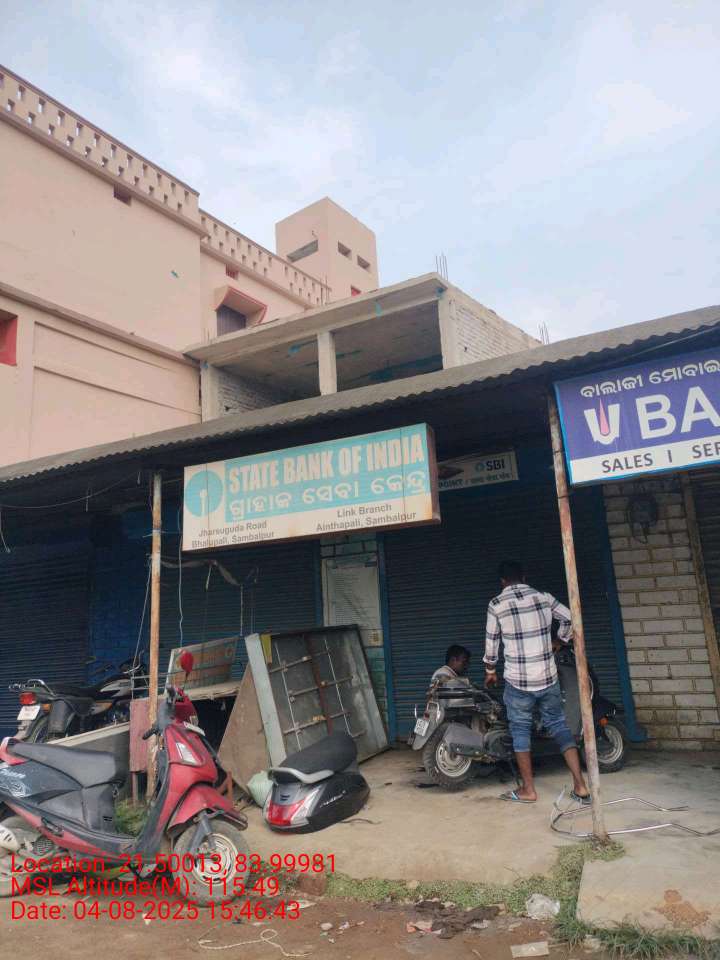 STATE BANK OF INDIA
ଗ୍ରାହକ ସେବା କେନ୍ଦ୍ର
Jharsuguda Road
Bhalupali, Sambalpur
Link Branch
Ainthapali, Sambalpur
SBI
POINT
ବାଲାଜୀ ମୋବାଇ
BA
SALES I SER
Location: 21.50013, 83.99981
MSL Altitude(M): 115.49
Date: 04-08-2025 15:46:43